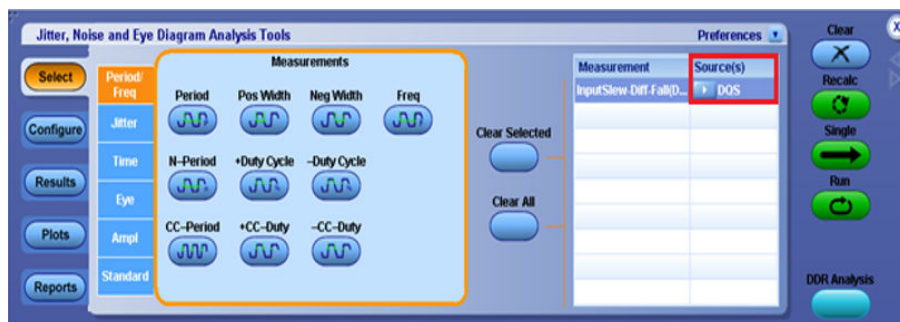 Jitter, Noise and Eye Diagram Analysis Tools
Preferences
Clear
X
Select
Configure
Results
Plots
Reports
Period/
Freq
Jitter
Time
Eye
Ampl
Standard
Measurements
Period Pos Width Neg Width Freq
N-Period +Duty Cycle -Duty Cycle
CC-Period +CC-Duty -CC-Duty
Clear Selected
Clear All
Measurement Source(s)
InputSlew-Diff-Fall(D... DQS
Recalc
Single
Run
DDR Analysis